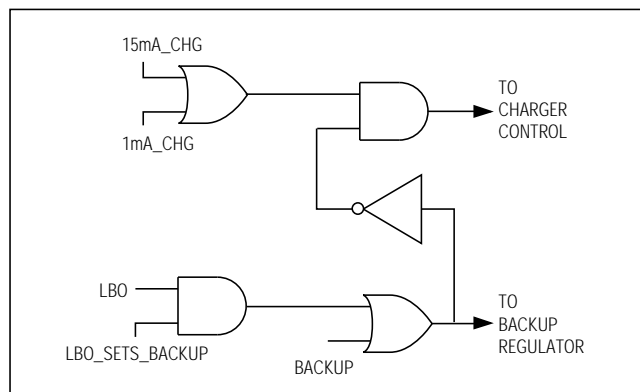 15mA_CHG
1mA_CHG
TO
CHARGER
CONTROL
LBO
LBO_SETS_BACKUP
BACKUP
TO
BACKUP
REGULATOR